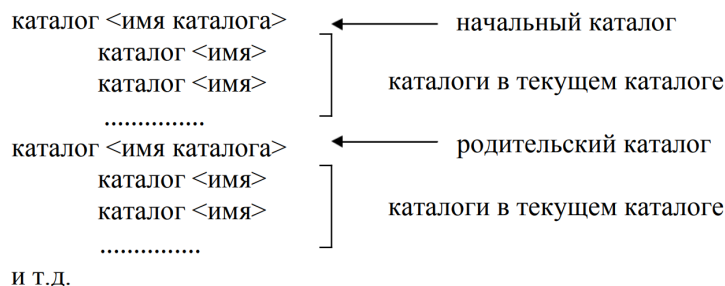 каталог <имя каталога> начальный каталог
каталог <имя>
каталог <имя> каталоги в текущем каталоге
...............
каталог <имя каталога> родительский каталог
каталог <имя>
каталог <имя> каталоги в текущем каталоге
...............
и т.д.